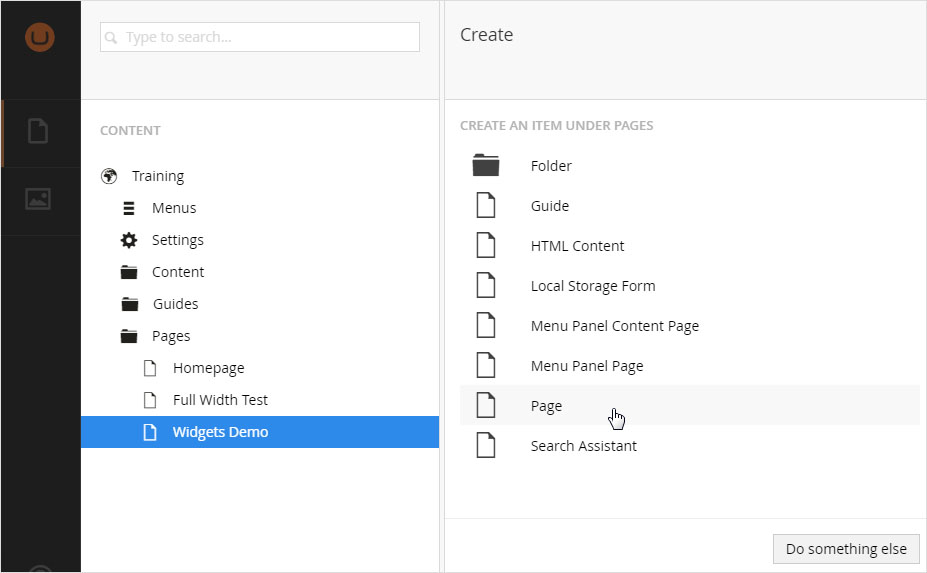 Type to search...
CONTENT
Training
Menus
Settings
Content
Guides
Pages
Homepage
Full Width Test
Widgets Demo
Create
CREATE AN ITEM UNDER PAGES
Folder
Guide
HTML Content
Local Storage Form
Menu Panel Content Page
Menu Panel Page
Page
Search Assistant
Do something else